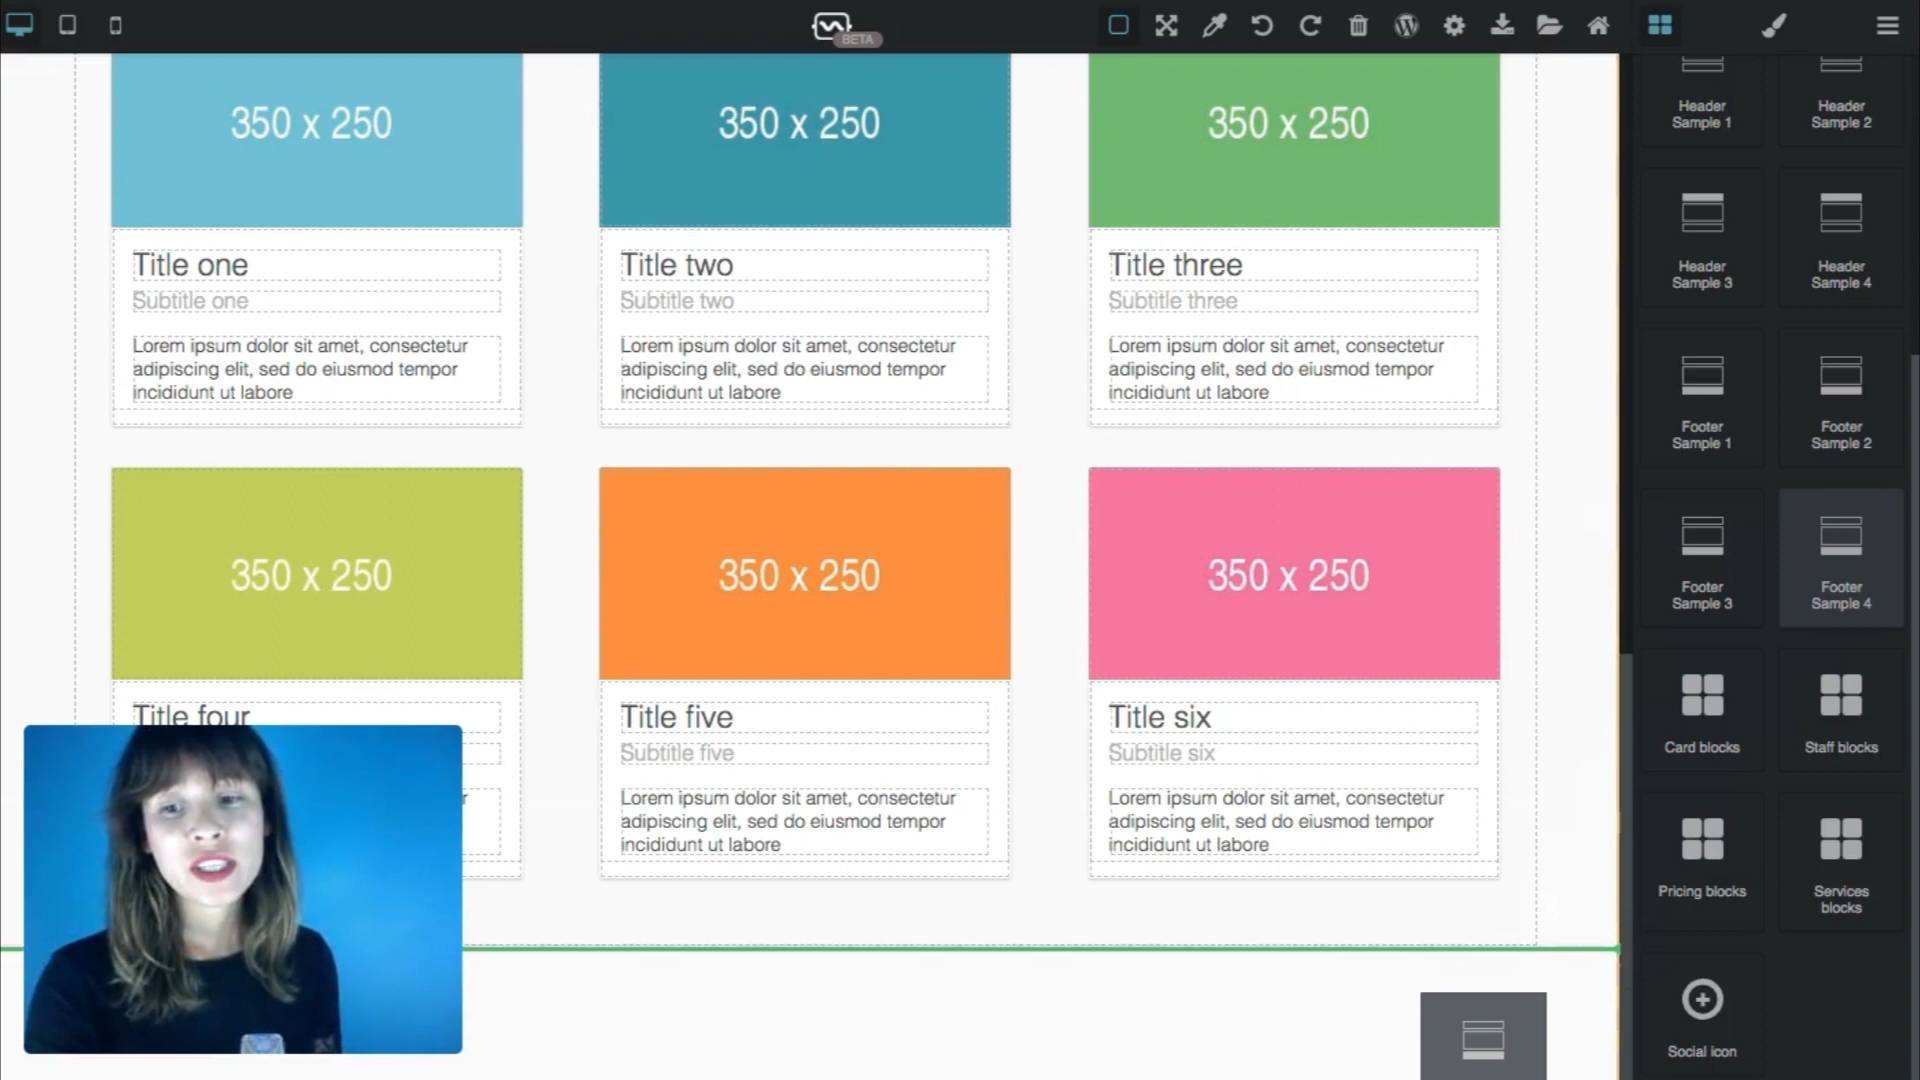 BETA
350 x 250
350 x 250
350 x 250
Title one
Subtitle one
Lorem ipsum dolor sit amet, consectetur
adipiscing elit, sed do eiusmod tempor
incididunt ut labore
Title two
Subtitle two
Lorem ipsum dolor sit amet, consectetur
adipiscing elit, sed do eiusmod tempor
incididunt ut labore
Title three
Subtitle three
Lorem ipsum dolor sit amet, consectetur
adipiscing elit, sed do eiusmod tempor
incididunt ut labore
350 x 250
350 x 250
350 x 250
Title four
Title five
Subtitle five
Lorem ipsum dolor sit amet, consectetur
adipiscing elit, sed do eiusmod tempor
incididunt ut labore
Title six
Subtitle six
Lorem ipsum dolor sit amet, consectetur
adipiscing elit, sed do eiusmod tempor
incididunt ut labore
Header
Sample 1
Header
Sample 2
Header
Sample 3
Header
Sample 4
Footer
Sample 1
Footer
Sample 2
Footer
Sample 3
Footer
Sample 4
Card blocks
Staff blocks
Pricing blocks
Services
blocks
Social icon